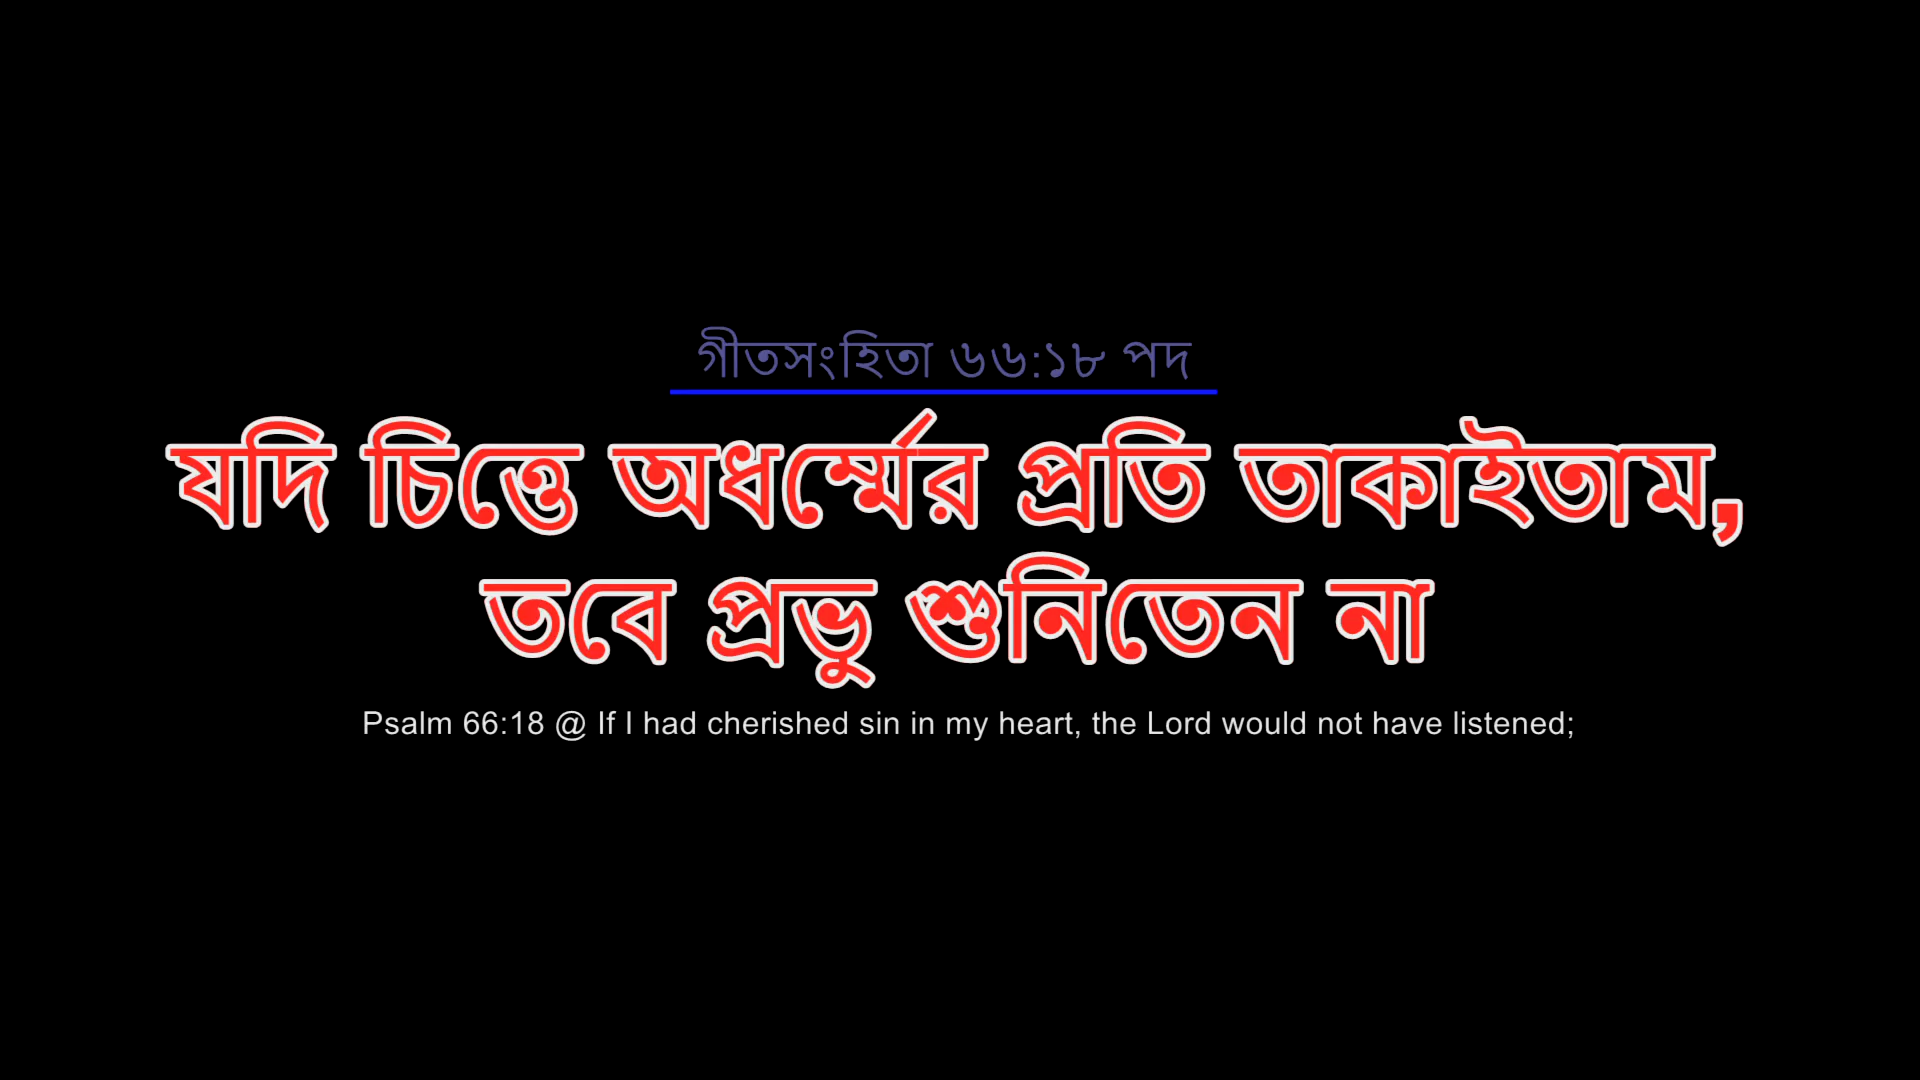 গীতসংহিতা ৬৬:১৮ পদ
যদি চিত্তে অধর্ম্মের প্রতি তাকাইতাম,
তবে প্রভু শুনিতেন না
Psalm 66:18 @ If I had cherished sin in my heart, the Lord would not have listened;